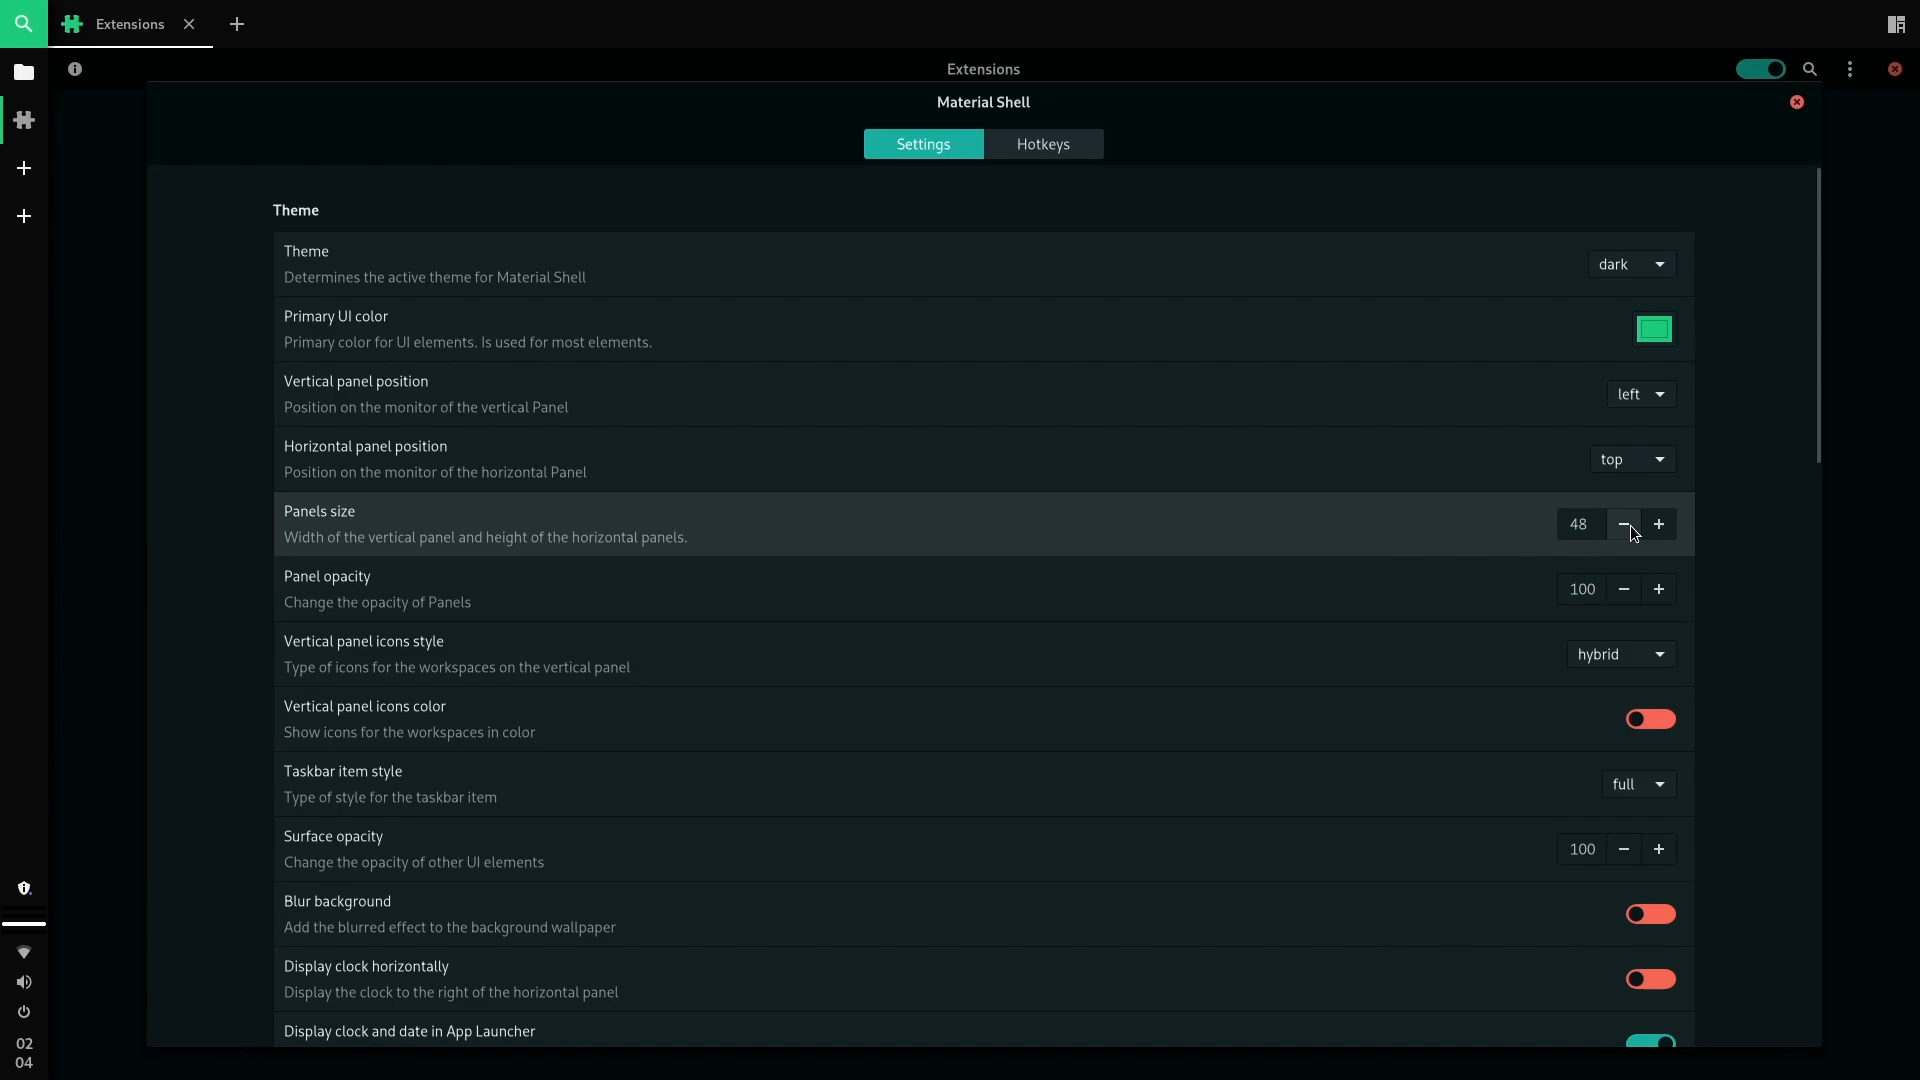 Extensions
Extensions
Material Shell
Settings Hotkeys
Theme
Theme
Determines the active theme for Material Shell
dark
Primary UI color
Primary color for UI elements. Is used for most elements.
Vertical panel position
Position on the monitor of the vertical Panel
left
Horizontal panel position
Position on the monitor of the horizontal Panel
top
Panels size
Width of the vertical panel and height of the horizontal panels.
48
Panel opacity
Change the opacity of Panels
100
Vertical panel icons style
Type of icons for the workspaces on the vertical panel
hybrid
Vertical panel icons color
Show icons for the workspaces in color
Taskbar item style
Type of style for the taskbar item
full
Surface opacity
Change the opacity of other UI elements
100
Blur background
Add the blurred effect to the background wallpaper
Display clock horizontally
Display the clock to the right of the horizontal panel
Display clock and date in App Launcher
02
04